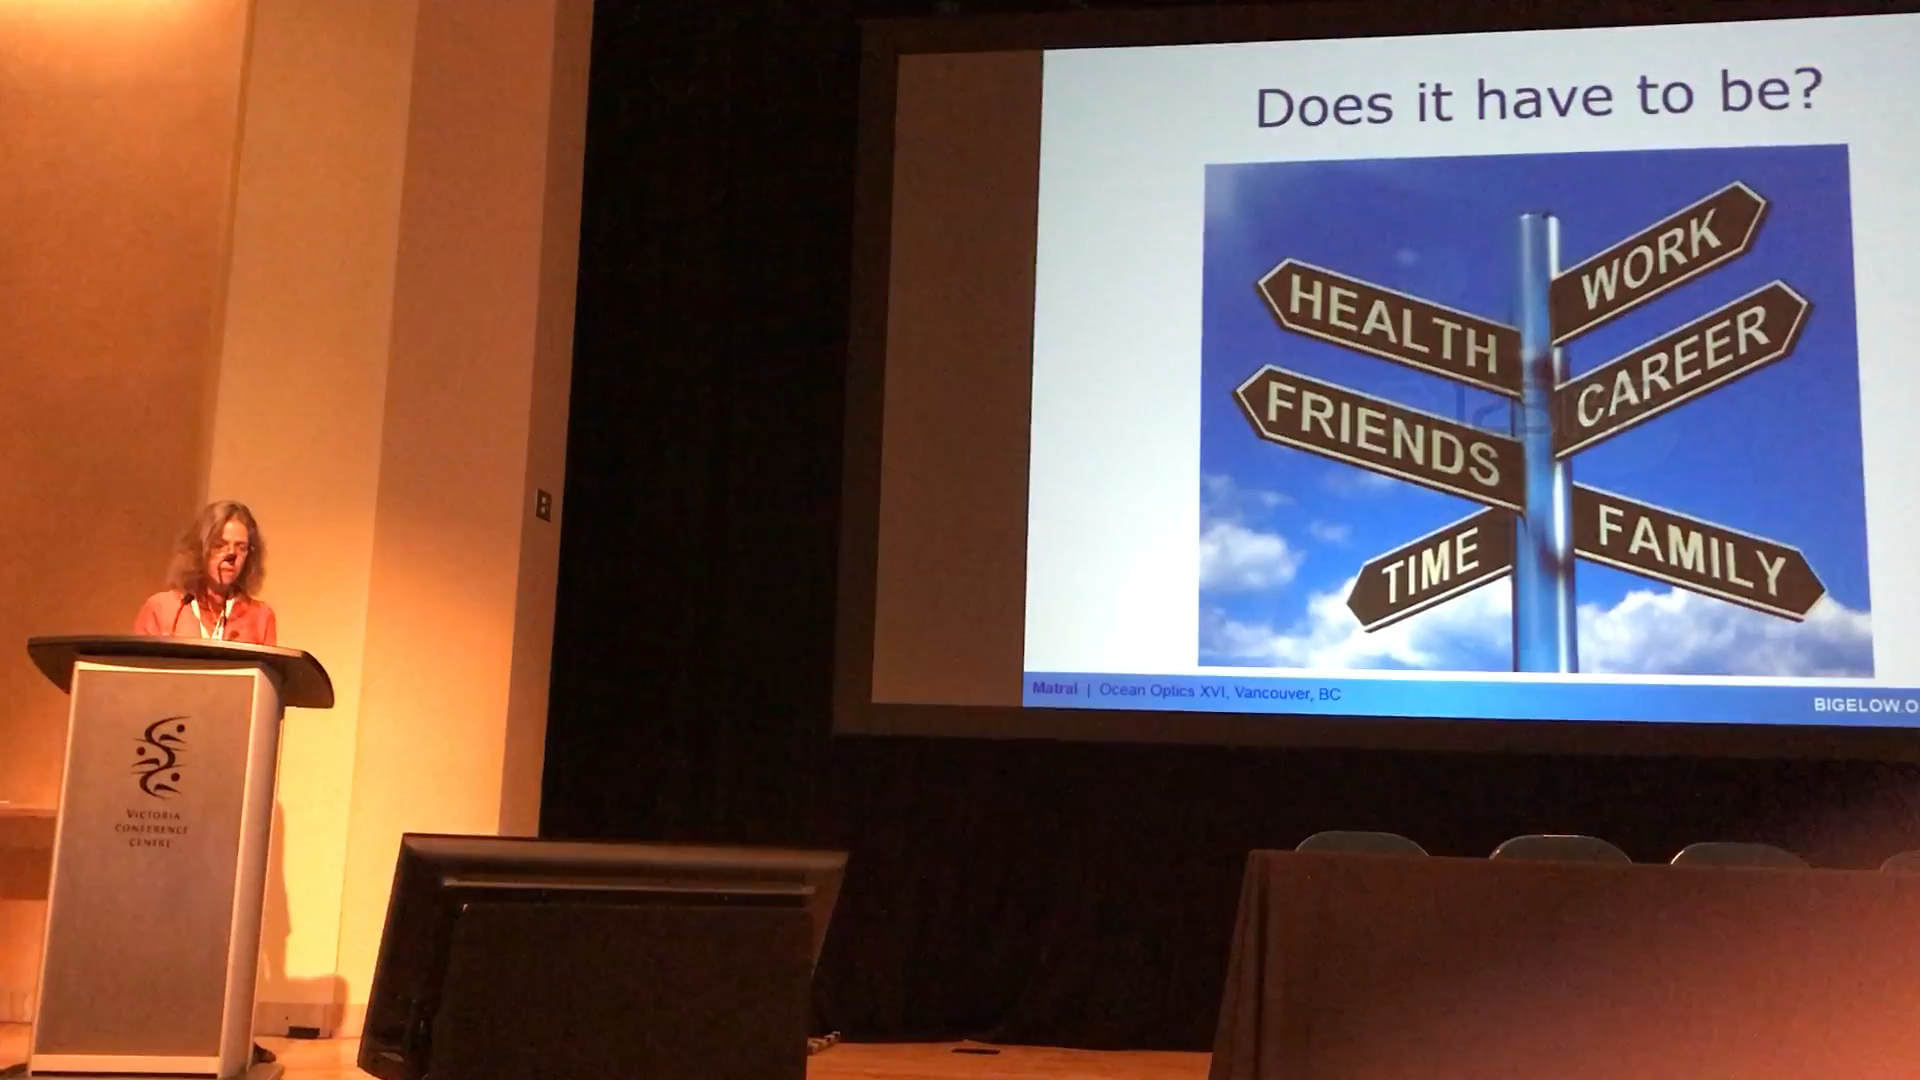 Does it have to be?
WORK
HEALTH
CAREER
FRIENDS
FAMILY
TIME
Matrai | Ocean Optics XVI, Vancouver, BC
BIGELOW.O
VICTORIA
CONFERENCE
CENTRE